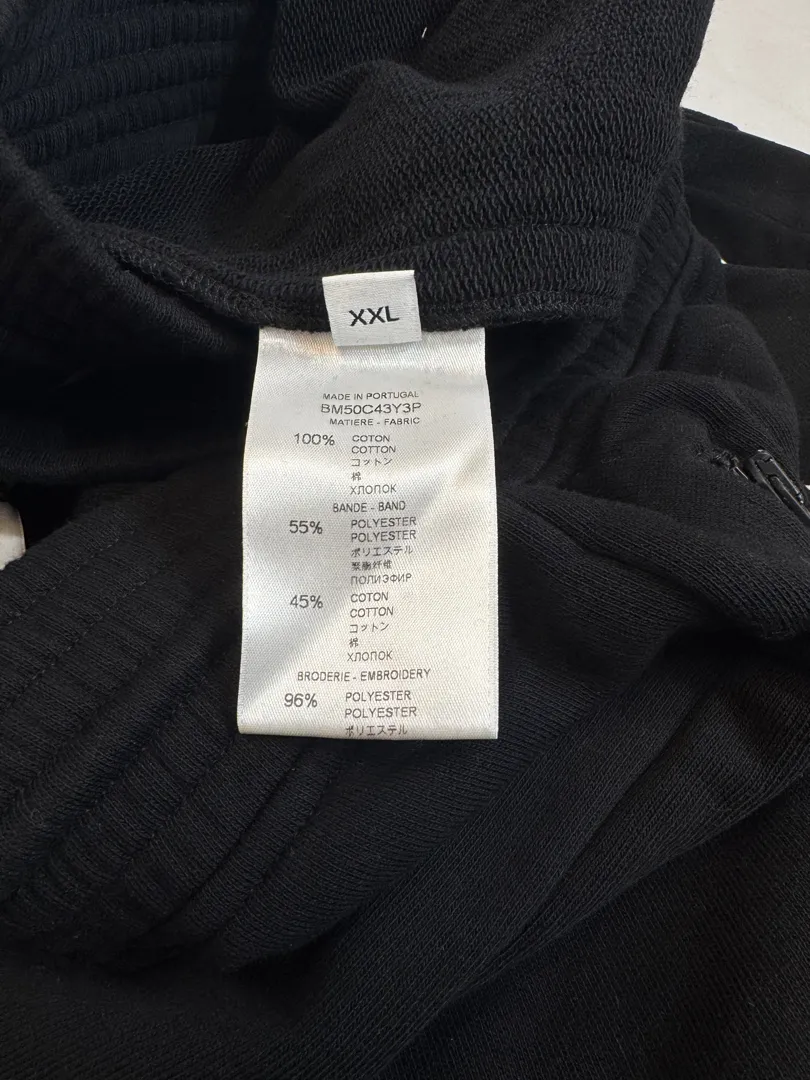 XXL
MADE IN PORTUGAL
BM50C43Y3P
MATIERE - FABRIC
100% COTON
COTTON
コットン
棉
ХЛОПОК
BANDE - BAND
55% POLYESTER
POLYESTER
ポリエステル
聚酯纤维
ПОЛИЭФИР
45% COTON
COTTON
コットン
棉
ХЛОПОК
BRODERIE - EMBROIDERY
96% POLYESTER
POLYESTER
ポリエステル